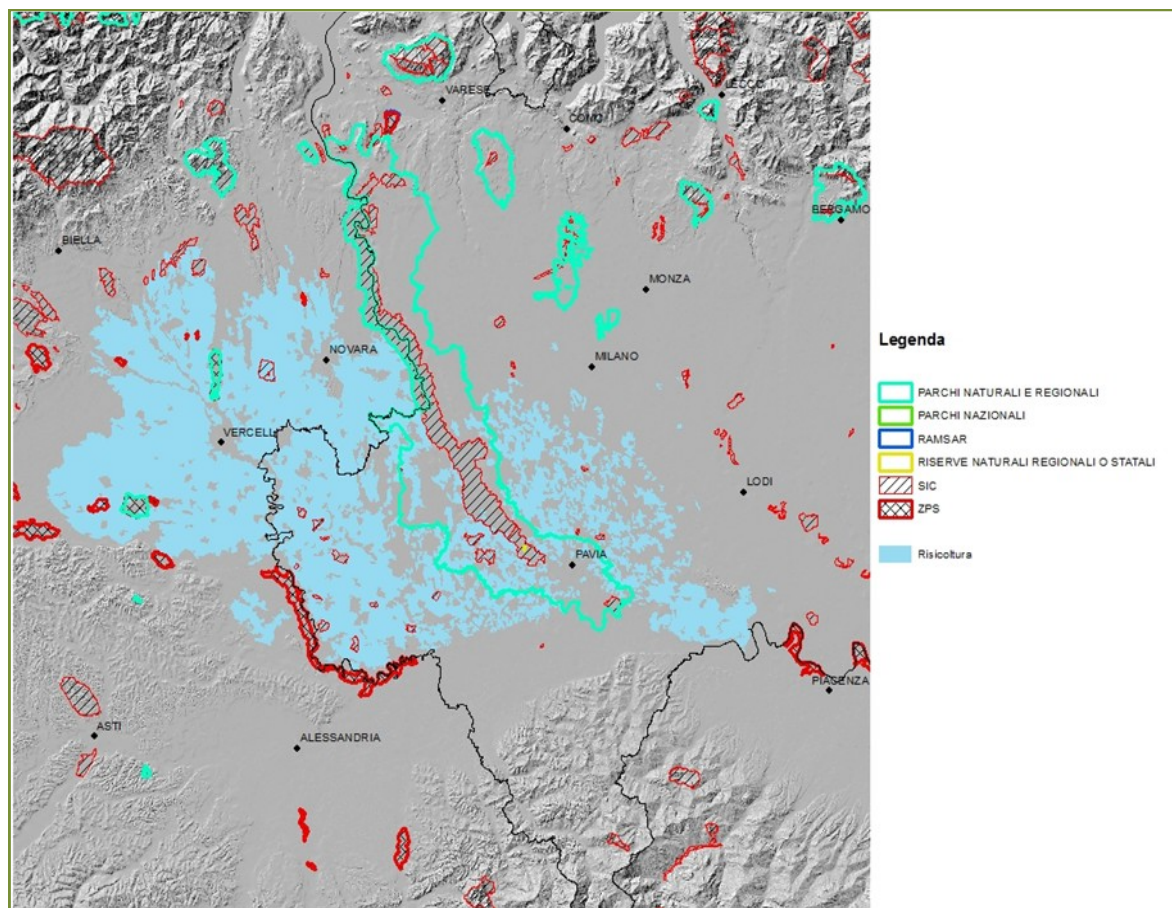 VARESE
LECCO
COMO
BERGAMO
BIELLA
MONZA
NOVARA
MILANO
VERCELLI
LODI
PAVIA
PIACENZA
ASTI
ALESSANDRIA
Legenda
PARCHI NATURALI E REGIONALI
PARCHI NAZIONALI
RAMSAR
RISERVE NATURALI REGIONALI O STATALI
SIC
ZPS
Risicoltura